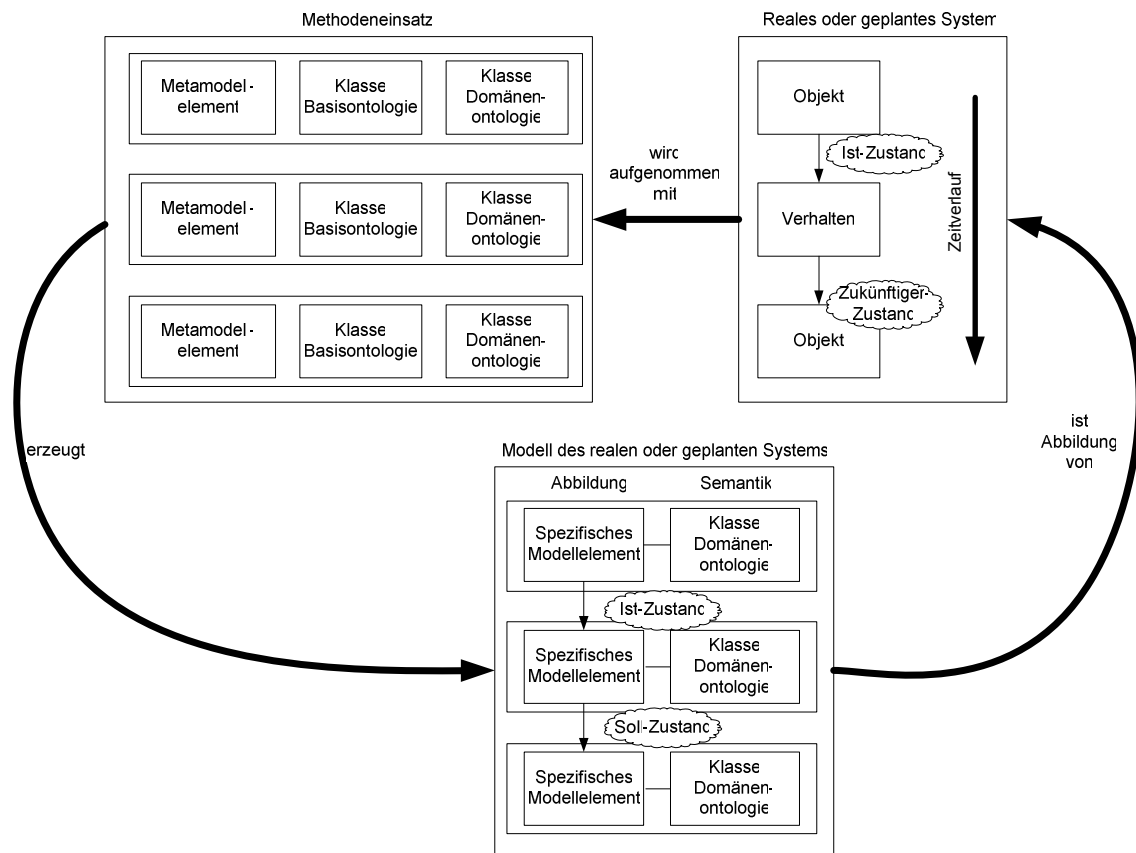 Methodeneinsatz
Metamodel-
element
Klasse
Basisontologie
Klasse
Domänen-
ontologie
Metamodel-
element
Klasse
Basisontologie
Klasse
Domänen-
ontologie
Metamodel-
element
Klasse
Basisontologie
Klasse
Domänen-
ontologie
wird
aufgenommen
mit
Reales oder geplantes System
Objekt
Ist-Zustand
Verhalten
Zukünftiger-
Zustand
Objekt
Zeitverlauf
erzeugt
ist
Abbildung
von
Modell des realen oder geplanten Systems
Abbildung
Semantik
Spezifisches
Modellelement
Klasse
Domänen-
ontologie
Ist-Zustand
Spezifisches
Modellelement
Klasse
Domänen-
ontologie
Soll-Zustand
Spezifisches
Modellelement
Klasse
Domänen-
ontologie